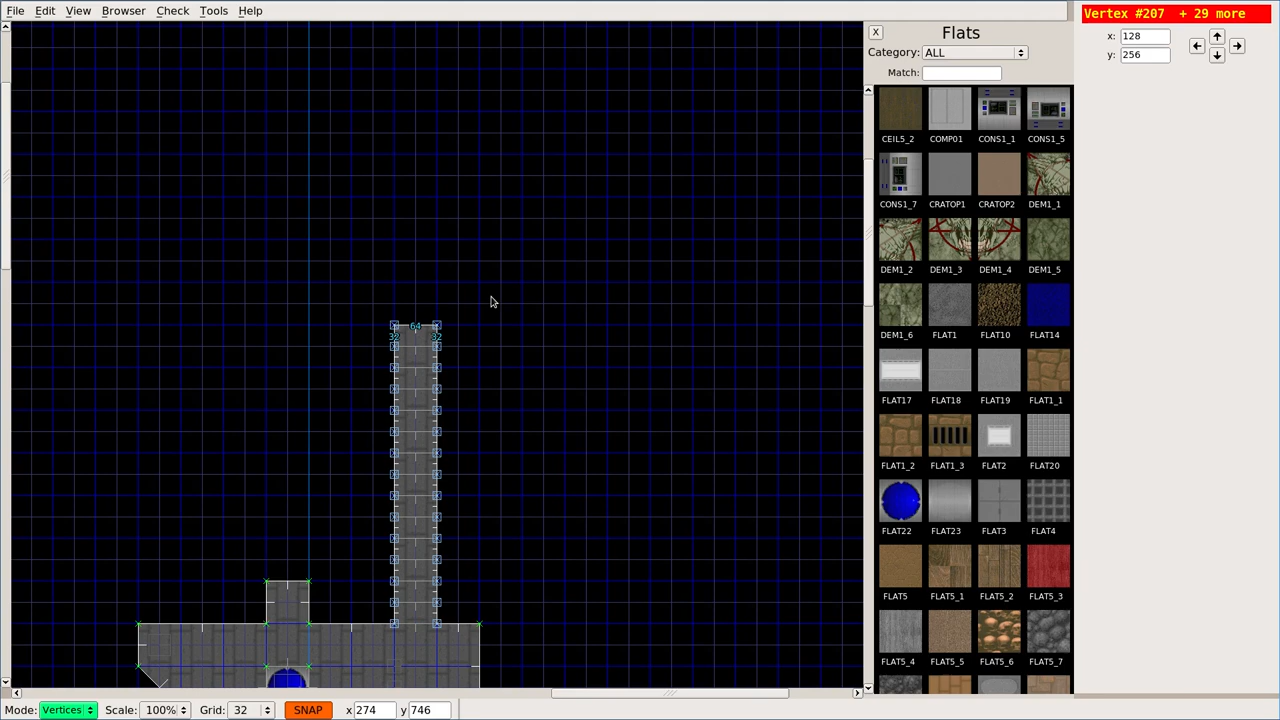 File Edit View Browser Check Tools Help
Vertex #207 + 29 more
X Flats
x: 128
y: 256
Category: ALL
Match:
CEIL5_2 COMP01 CONS1_1 CONS1_5
CONS1_7 CRATOP1 CRATOP2 DEM1_1
DEM1_2 DEM1_3 DEM1_4 DEM1_5
DEM1_6 FLAT1 FLAT10 FLAT14
64
32 32
FLAT17 FLAT18 FLAT19 FLAT1_1
FLAT1_2 FLAT1_3 FLAT2 FLAT20
FLAT22 FLAT23 FLAT3 FLAT4
FLAT5 FLAT5_1 FLAT5_2 FLAT5_3
FLAT5_4 FLAT5_5 FLAT5_6 FLAT5_7
Mode: Vertices Scale: 100% Grid: 32 SNAP x 274 y 746